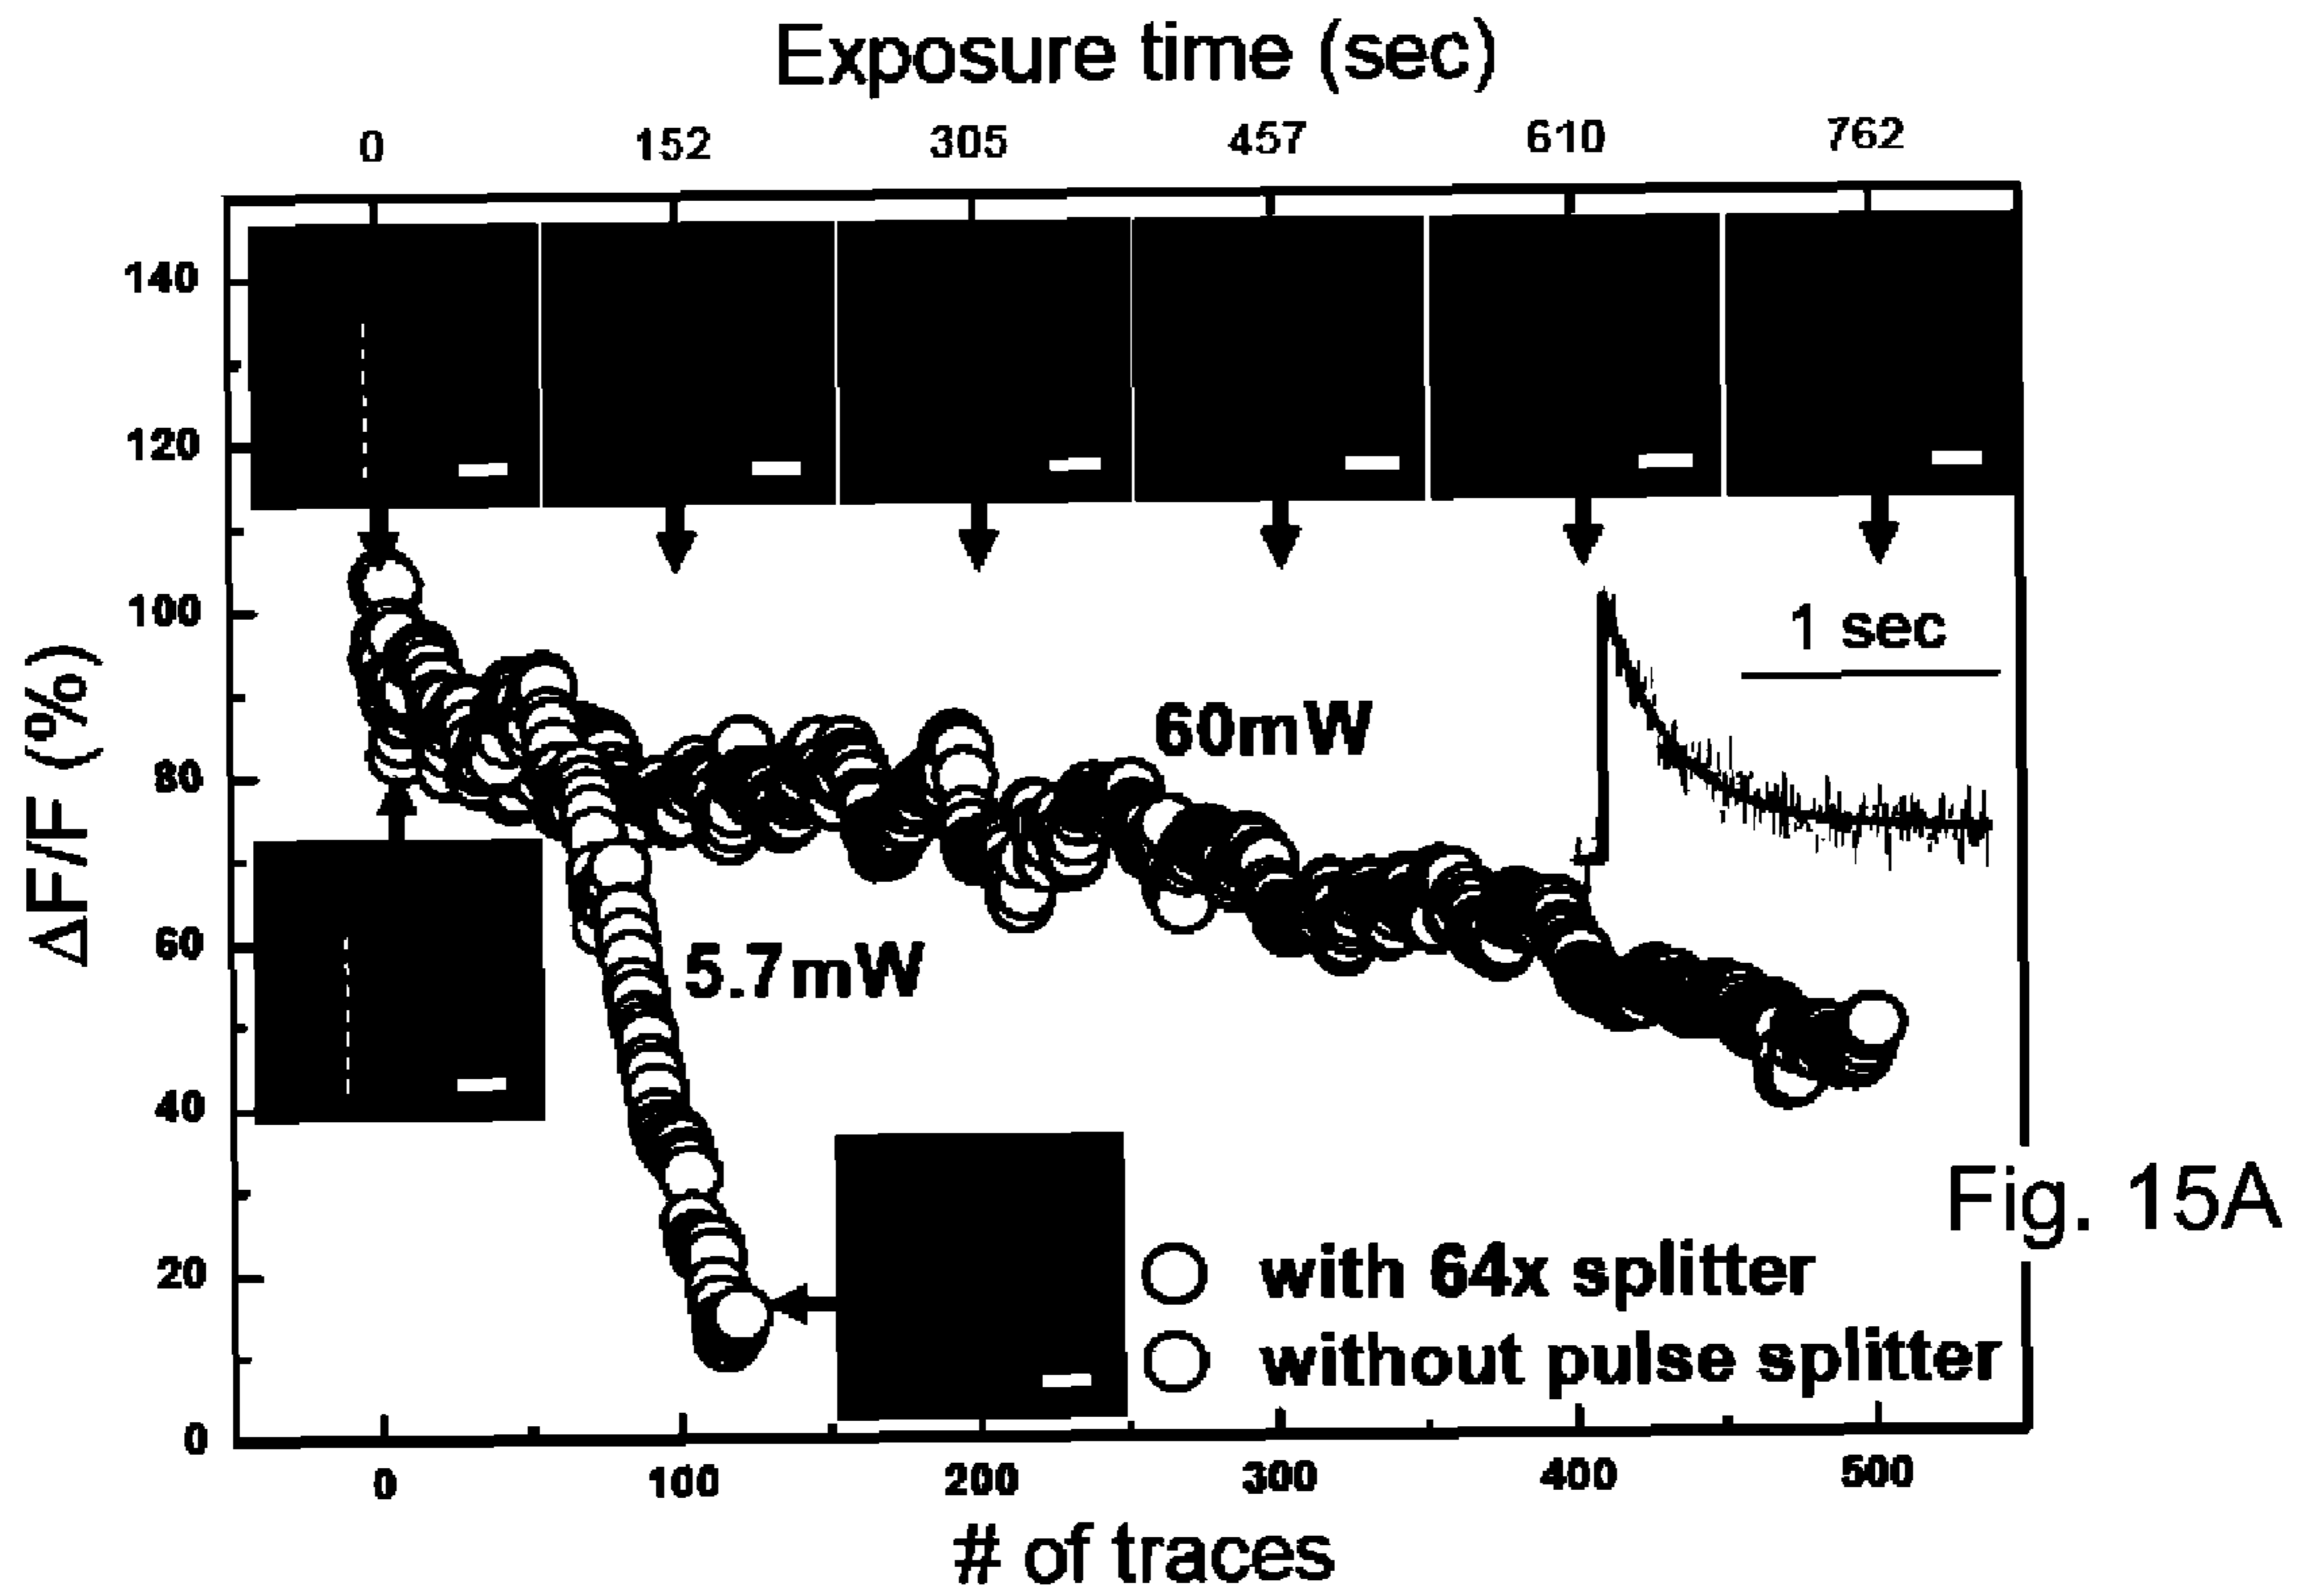 Exposure time (sec)
0 152 305 457 610 762
140
120
100
80
60
40
20
0
ΔF/F (%)
1 sec
60mW
5.7mW
Fig. 15A
with 64x splitter
without pulse splitter
0 100 200 300 400 500
# of traces